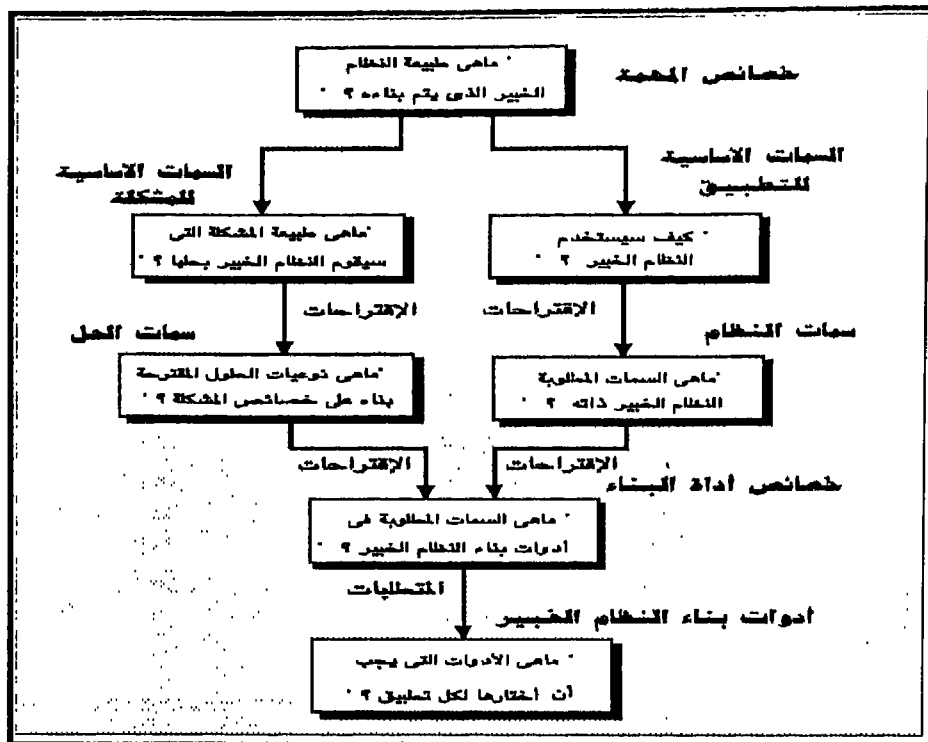 خصائص المهمة
" ماهى طبيعة النظام
الخبير الذى يتم بناءه ؟ "
السمات الأساسية
للتطبيق
السمات الأساسية
للمشكلة
" كيف سيستخدم
النظام الخبير ؟ "
"ماهى طبيعة المشكلة التى
سيقوم النظام الخبير بحلها ؟ "
الإقتراحات
الإقتراحات
سمات النظام
سمات الحل
"ماهى السمات المطلوبة
النظام الخبير ذاته ؟ "
"ماهى نوعيات الحلول المقترحة
بناء على خصائص المشكلة ؟ "
الإقتراحات
الإقتراحات
خصائص أداة البناء
" ماهى السمات المطلوبة فى
أدوات بناء النظام الخبير ؟ "
المتطلبات
أدوات بناء النظام الخبير
" ماهى الأدوات التى يجب
أن أختارها لكل تطبيق ؟ "